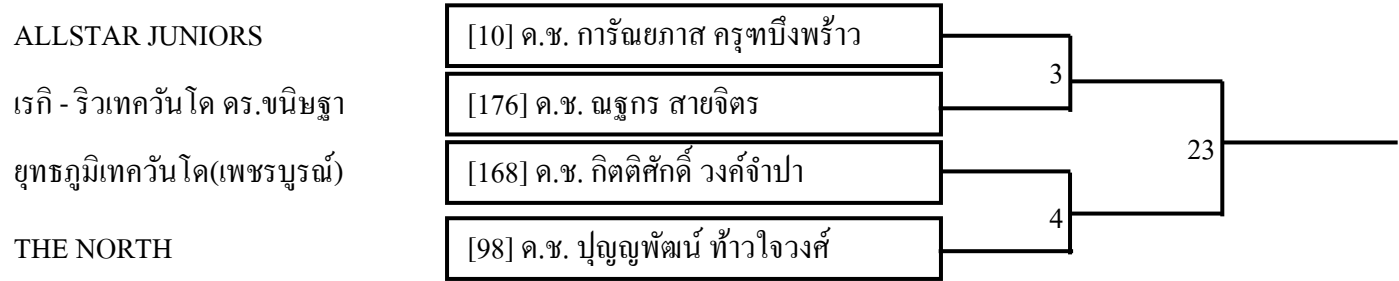 ALLSTAR JUNIORS [10] ด.ช. การัณยภาส ครุฑบึงพร้าว
3
เรกิ - ริวเทควันโด ดร.ขนิษฐา [176] ด.ช. ณฐกร สายจิตร
23
ยุทธภูมิเทควันโด(เพชรบูรณ์) [168] ด.ช. กิตติศักดิ์ วงค์จำปา
4
THE NORTH [98] ด.ช. ปุญญพัฒน์ ท้าวใจวงศ์